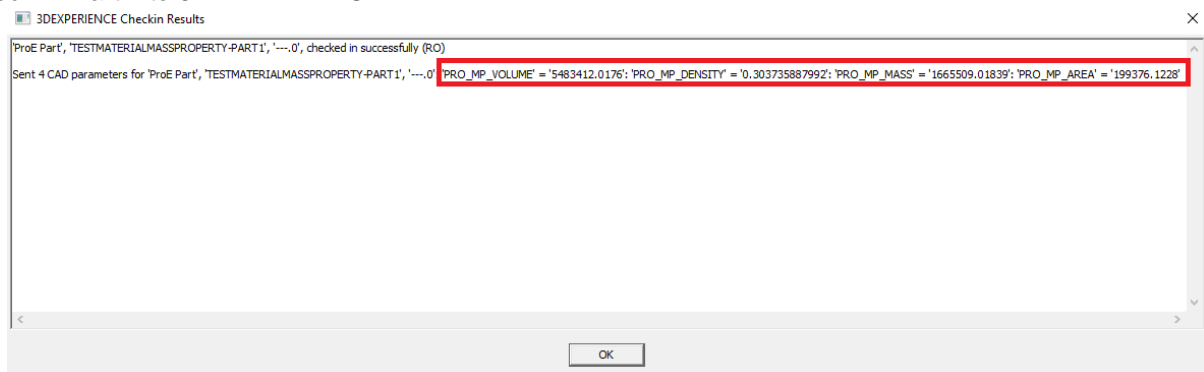 3DEXPERIENCE Checkin Results
'ProE Part', 'TESTMATERIALMASSPROPERTY-PART1', '---.0', checked in successfully (RO)
Sent 4 CAD parameters for 'ProE Part', 'TESTMATERIALMASSPROPERTY-PART1', '---.0' 'PRO_MP_VOLUME' = '5483412.0176': 'PRO_MP_DENSITY' = '0.303735887992': 'PRO_MP_MASS' = '1665509.01839': 'PRO_MP_AREA' = '199376.1228'
OK